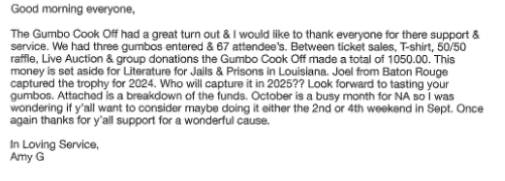 Good morning everyone,
The Gumbo Cook Off had a great turn out & I would like to thank everyone for there support &
service. We had three gumbos entered & 67 attendee's. Between ticket sales, T-shirt, 50/50
raffle, Live Auction & group donations the Gumbo Cook Off made a total of 1050.00. This
money is set aside for Literature for Jails & Prisons in Louisiana. Joel from Baton Rouge
captured the trophy for 2024. Who will capture it in 2025?? Look forward to tasting your
gumbos. Attached is a breakdown of the funds. October is a busy month for NA so I was
wondering if y'all want to consider maybe doing it either the 2nd or 4th weekend in Sept. Once
again thanks for y'all support for a wonderful cause.
In Loving Service,
Amy G